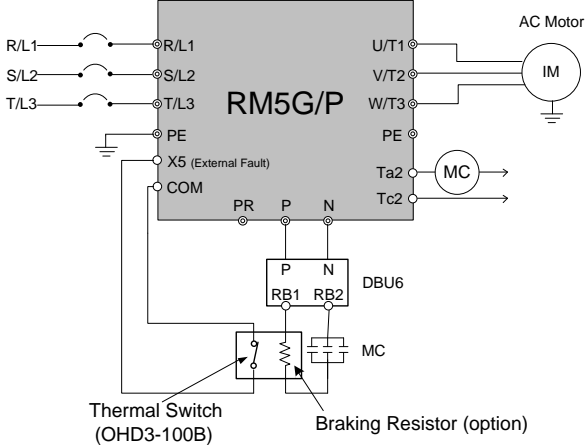 AC Motor
R/L1 R/L1 U/T1
S/L2 S/L2 V/T2 IM
T/L3 T/L3 RM5G/P W/T3
PE PE
X5 (External Fault) Ta2 MC
COM Tc2
PR P N
P N
DBU6
RB1 RB2
MC
Thermal Switch
(OHD3-100B)
Braking Resistor (option)